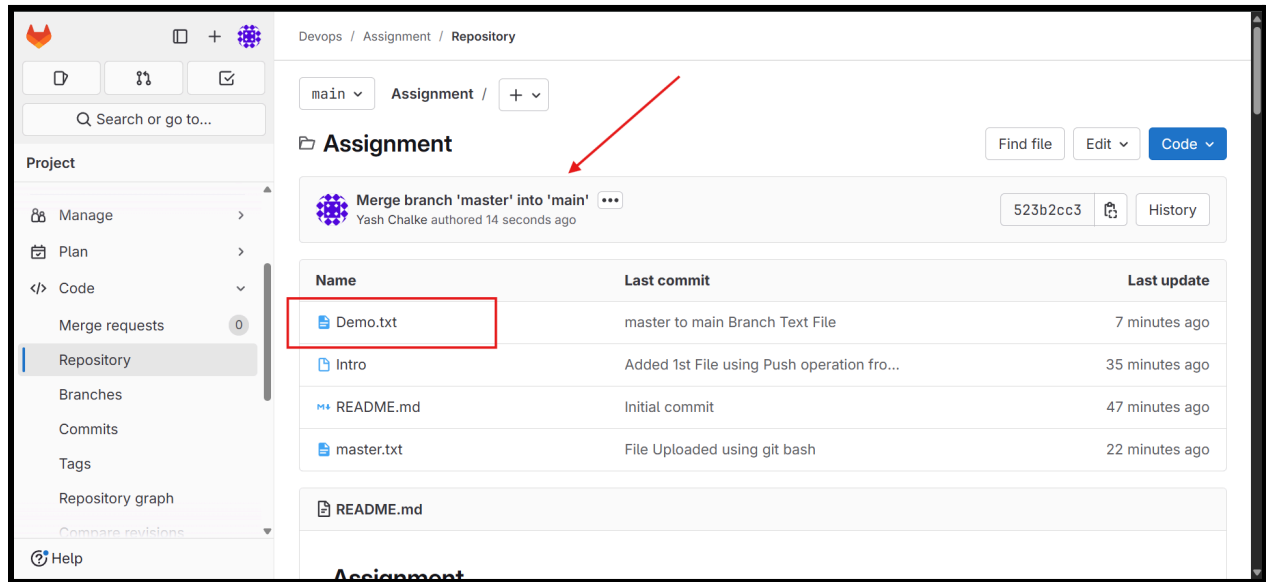 Devops / Assignment / Repository
Search or go to...
Project
Manage
Plan
Code
Merge requests 0
Repository
Branches
Commits
Tags
Repository graph
Compare revisions
Help
main Assignment /
Assignment
Find file Edit Code
Merge branch 'master' into 'main'
Yash Chalke authored 14 seconds ago
523b2cc3 History
Name Last commit Last update
Demo.txt master to main Branch Text File 7 minutes ago
Intro Added 1st File using Push operation fro... 35 minutes ago
README.md Initial commit 47 minutes ago
master.txt File Uploaded using git bash 22 minutes ago
README.md
Assignment